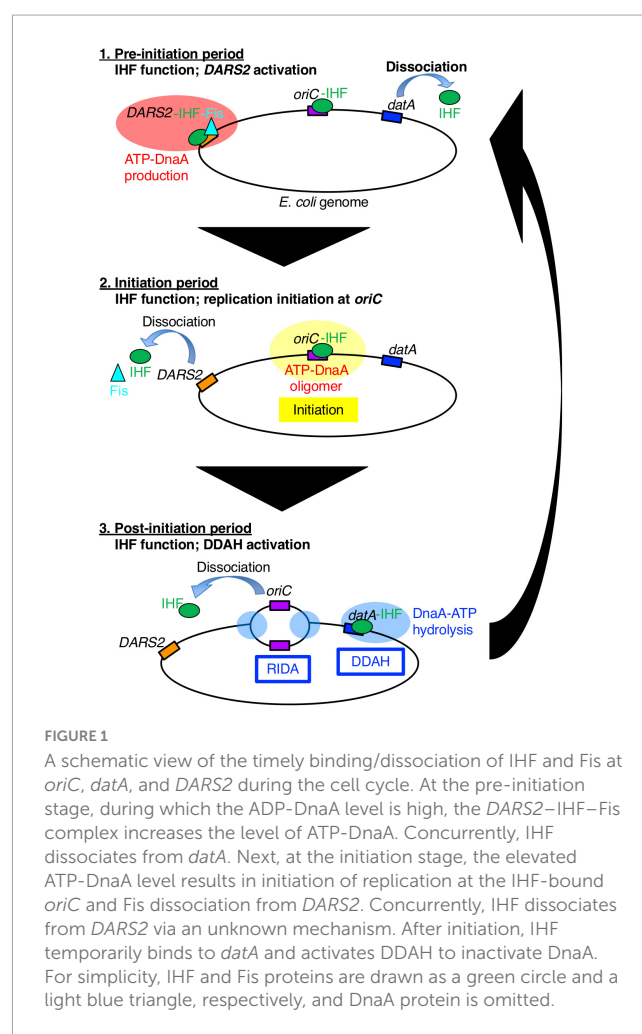 1. Pre-initiation period
IHF function; DARS2 activation
Dissociation
oriC-IHF
datA
IHF
DARS2-IHF-Fis
ATP-DnaA
production
E. coli genome
2. Initiation period
IHF function; replication initiation at oriC
Dissociation
IHF
Fis
DARS2
oriC-IHF
datA
ATP-DnaA
oligomer
Initiation
3. Post-initiation period
IHF function; DDAH activation
Dissociation
IHF
oriC
datA-IHF
DnaA-ATP
hydrolysis
DARS2
RIDA
DDAH
FIGURE 1
A schematic view of the timely binding/dissociation of IHF and Fis at
oriC, datA, and DARS2 during the cell cycle. At the pre-initiation
stage, during which the ADP-DnaA level is high, the DARS2–IHF–Fis
complex increases the level of ATP-DnaA. Concurrently, IHF
dissociates from datA. Next, at the initiation stage, the elevated
ATP-DnaA level results in initiation of replication at the IHF-bound
oriC and Fis dissociation from DARS2. Concurrently, IHF dissociates
from DARS2 via an unknown mechanism. After initiation, IHF
temporarily binds to datA and activates DDAH to inactivate DnaA.
For simplicity, IHF and Fis proteins are drawn as a green circle and a
light blue triangle, respectively, and DnaA protein is omitted.